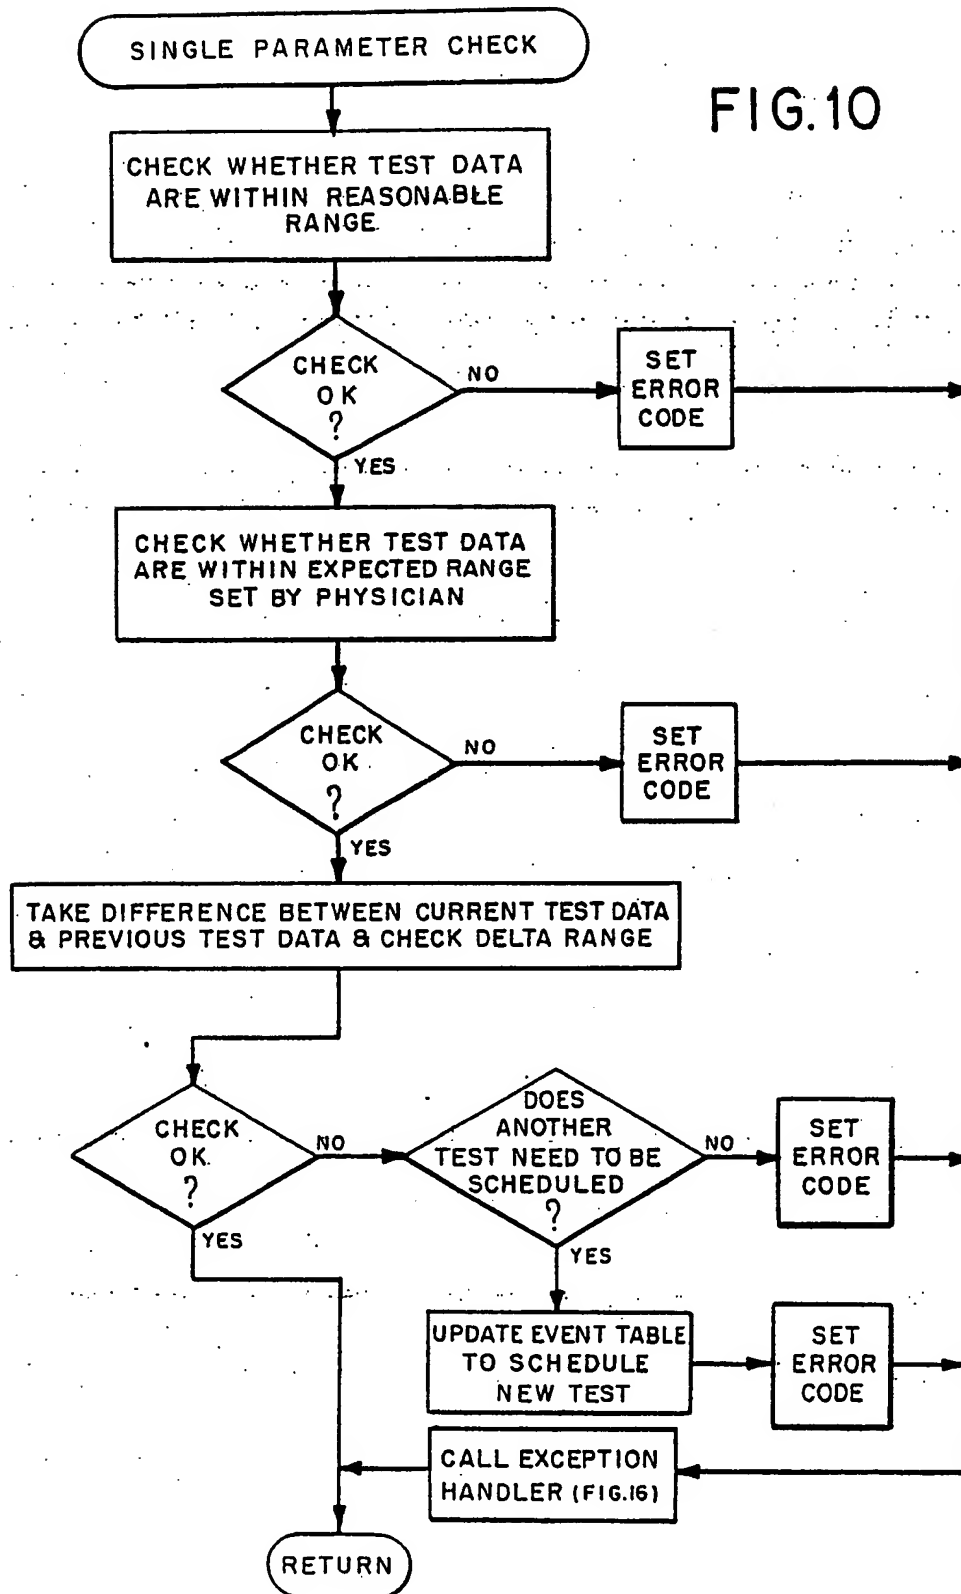 SINGLE PARAMETER CHECK
FIG.10
CHECK WHETHER TEST DATA
ARE WITHIN REASONABLE
RANGE
CHECK
OK
?
NO
SET
ERROR
CODE
YES
CHECK WHETHER TEST DATA
ARE WITHIN EXPECTED RANGE
SET BY PHYSICIAN
CHECK
OK
?
NO
SET
ERROR
CODE
YES
TAKE DIFFERENCE BETWEEN CURRENT TEST DATA
& PREVIOUS TEST DATA & CHECK DELTA RANGE
CHECK
OK
?
NO
YES
DOES
ANOTHER
TEST NEED TO BE
SCHEDULED
?
NO
SET
ERROR
CODE
YES
UPDATE EVENT TABLE
TO SCHEDULE
NEW TEST
SET
ERROR
CODE
CALL EXCEPTION
HANDLER (FIG.16)
RETURN